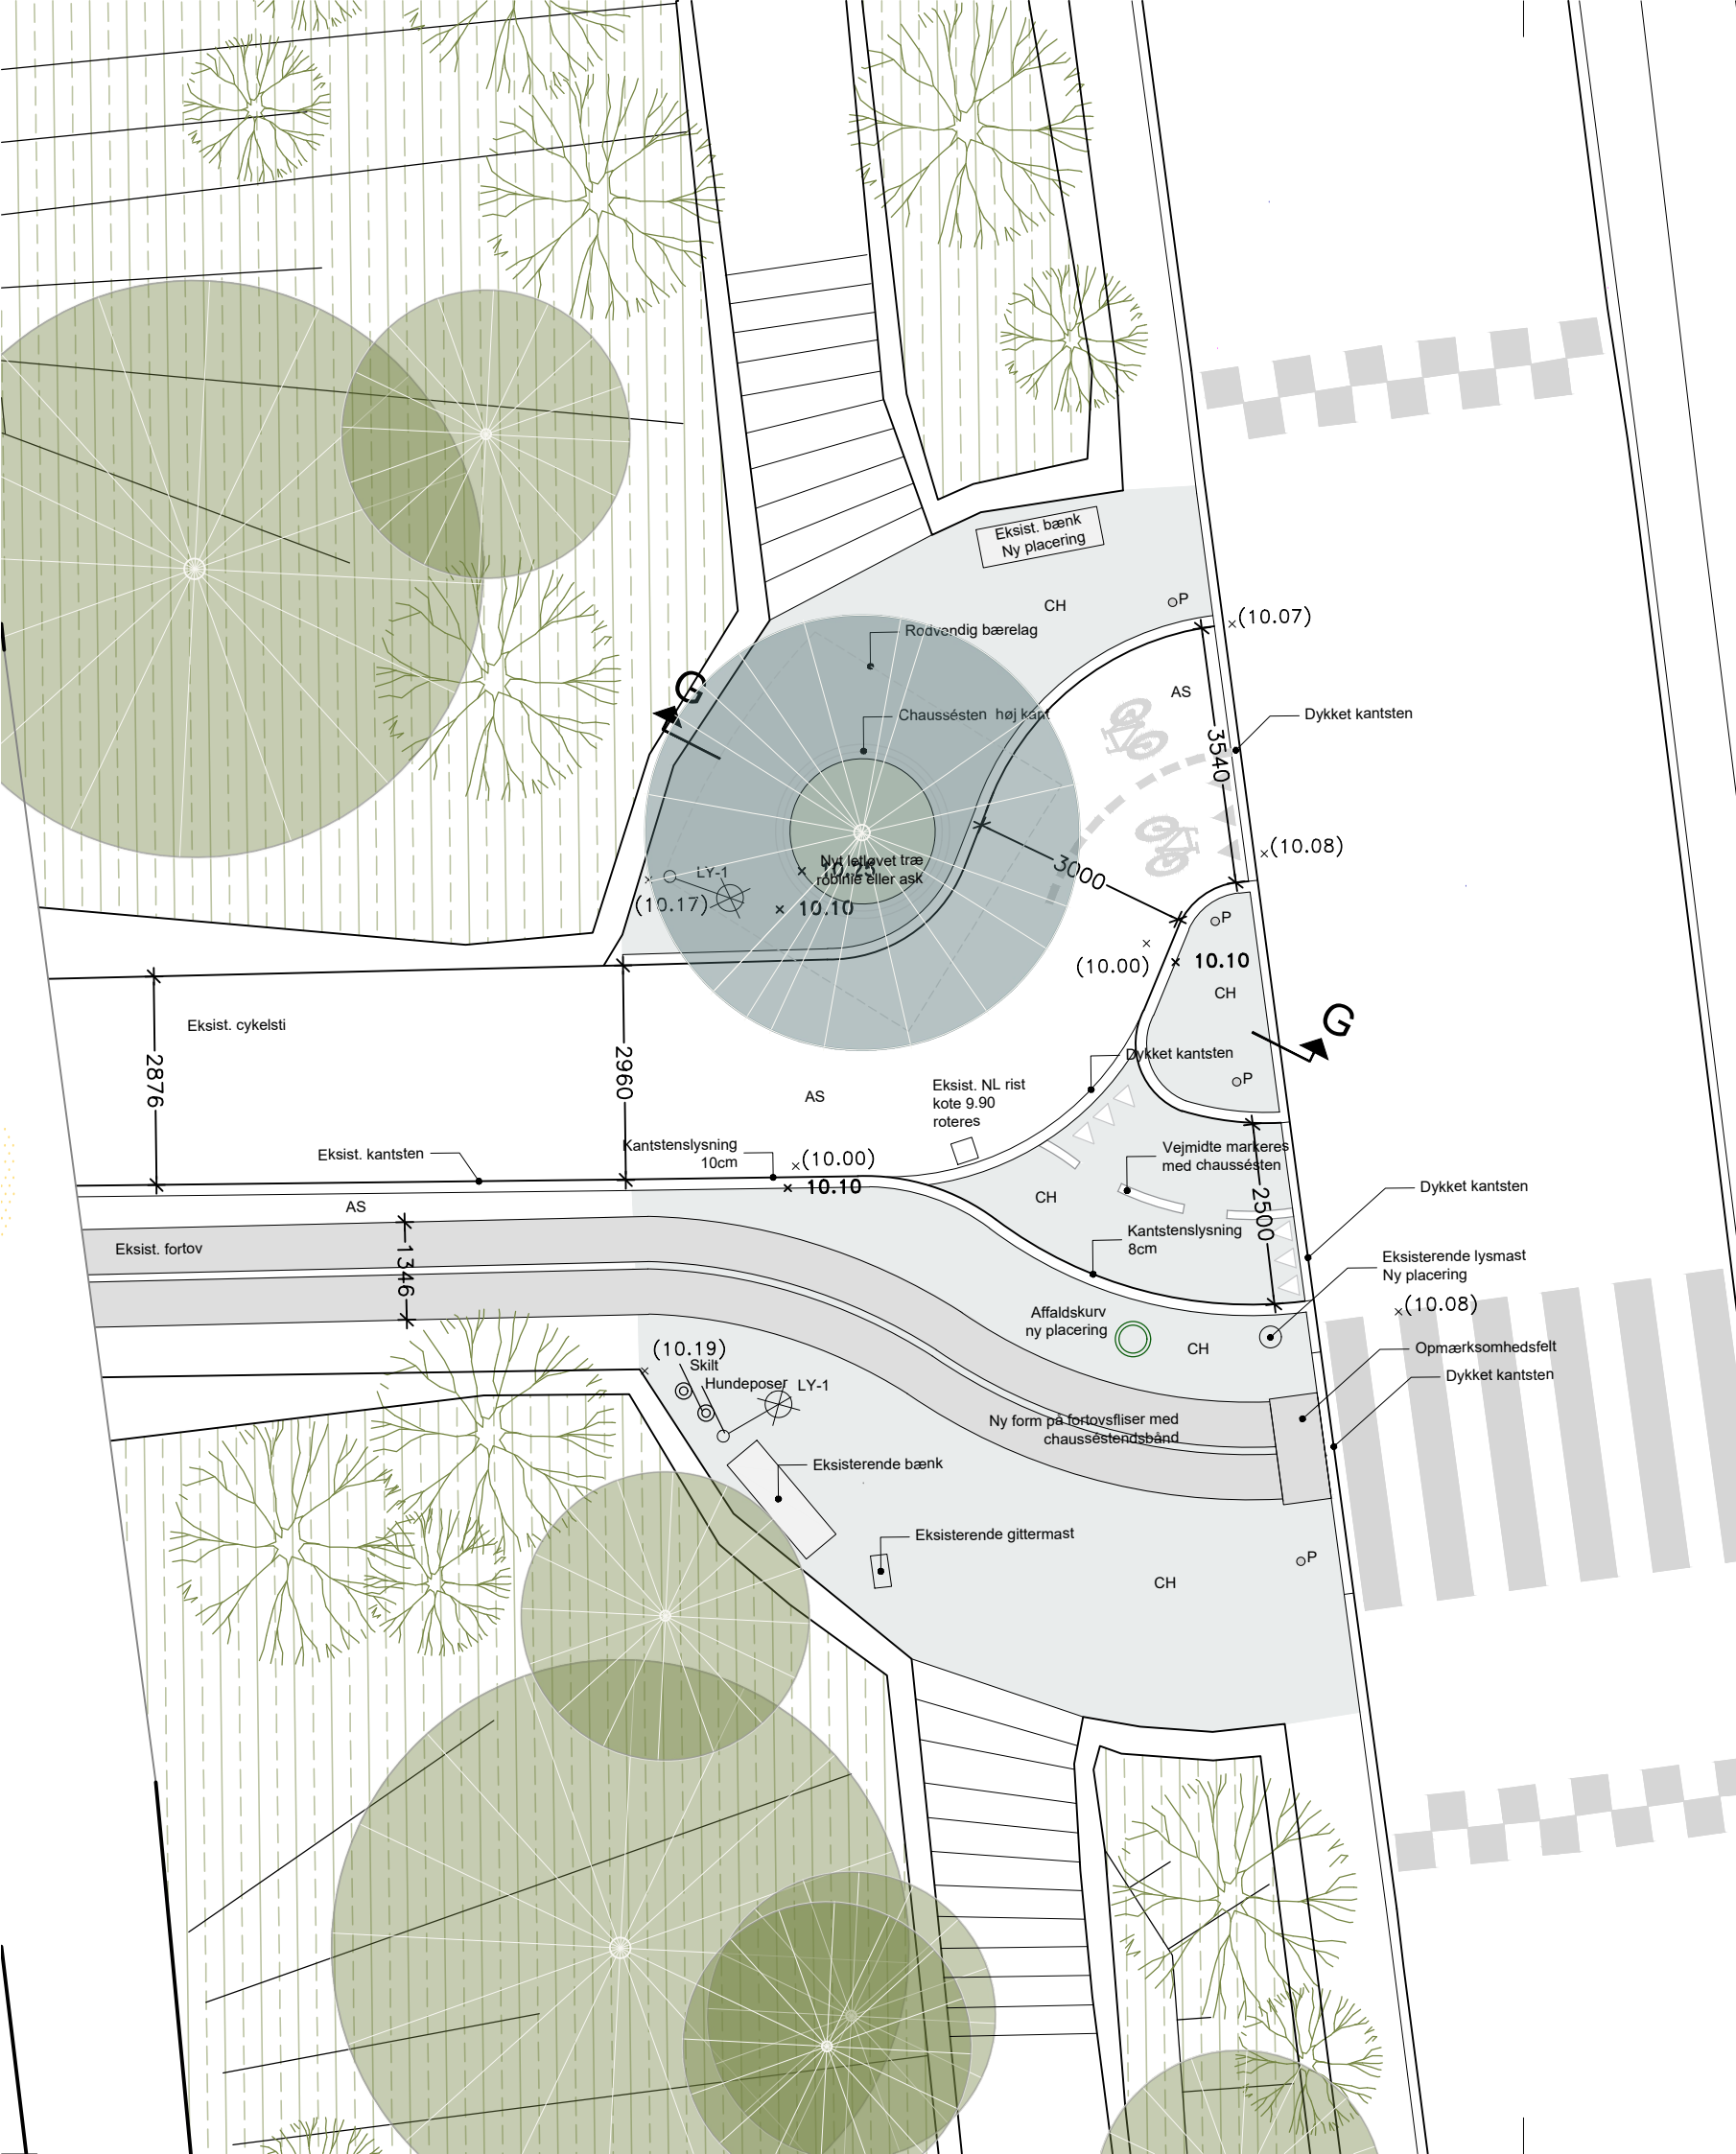 Eksist. bænk
Ny placering
CH
P
(10.07)
Rodvendig bærelag
G
AS
Chaussésten høj kant
Dykket kantsten
3540
(10.08)
Nyt letløvet træ
robinie eller ask
10.25
LY-1
3000
(10.17)
10.10
P
(10.00)
10.10
CH
G
Eksist. cykelsti
2876
2960
Dykket kantsten
P
AS
Eksist. NL rist
kote 9.90
roteres
Eksist. kantsten
Kantstenslysning
10cm
(10.00)
10.10
Vejmidte markeres
med chaussésten
CH
2500
Dykket kantsten
AS
Eksist. fortov
1346
Kantstenslysning
8cm
Eksisterende lysmast
Ny placering
(10.08)
Affaldskurv
ny placering
CH
Opmærksomhedsfelt
Dykket kantsten
(10.19)
Skilt
Hundeposer
LY-1
Ny form på fortovsfliser med
chausséstendsbånd
Eksisterende bænk
Eksisterende gittermast
P
CH